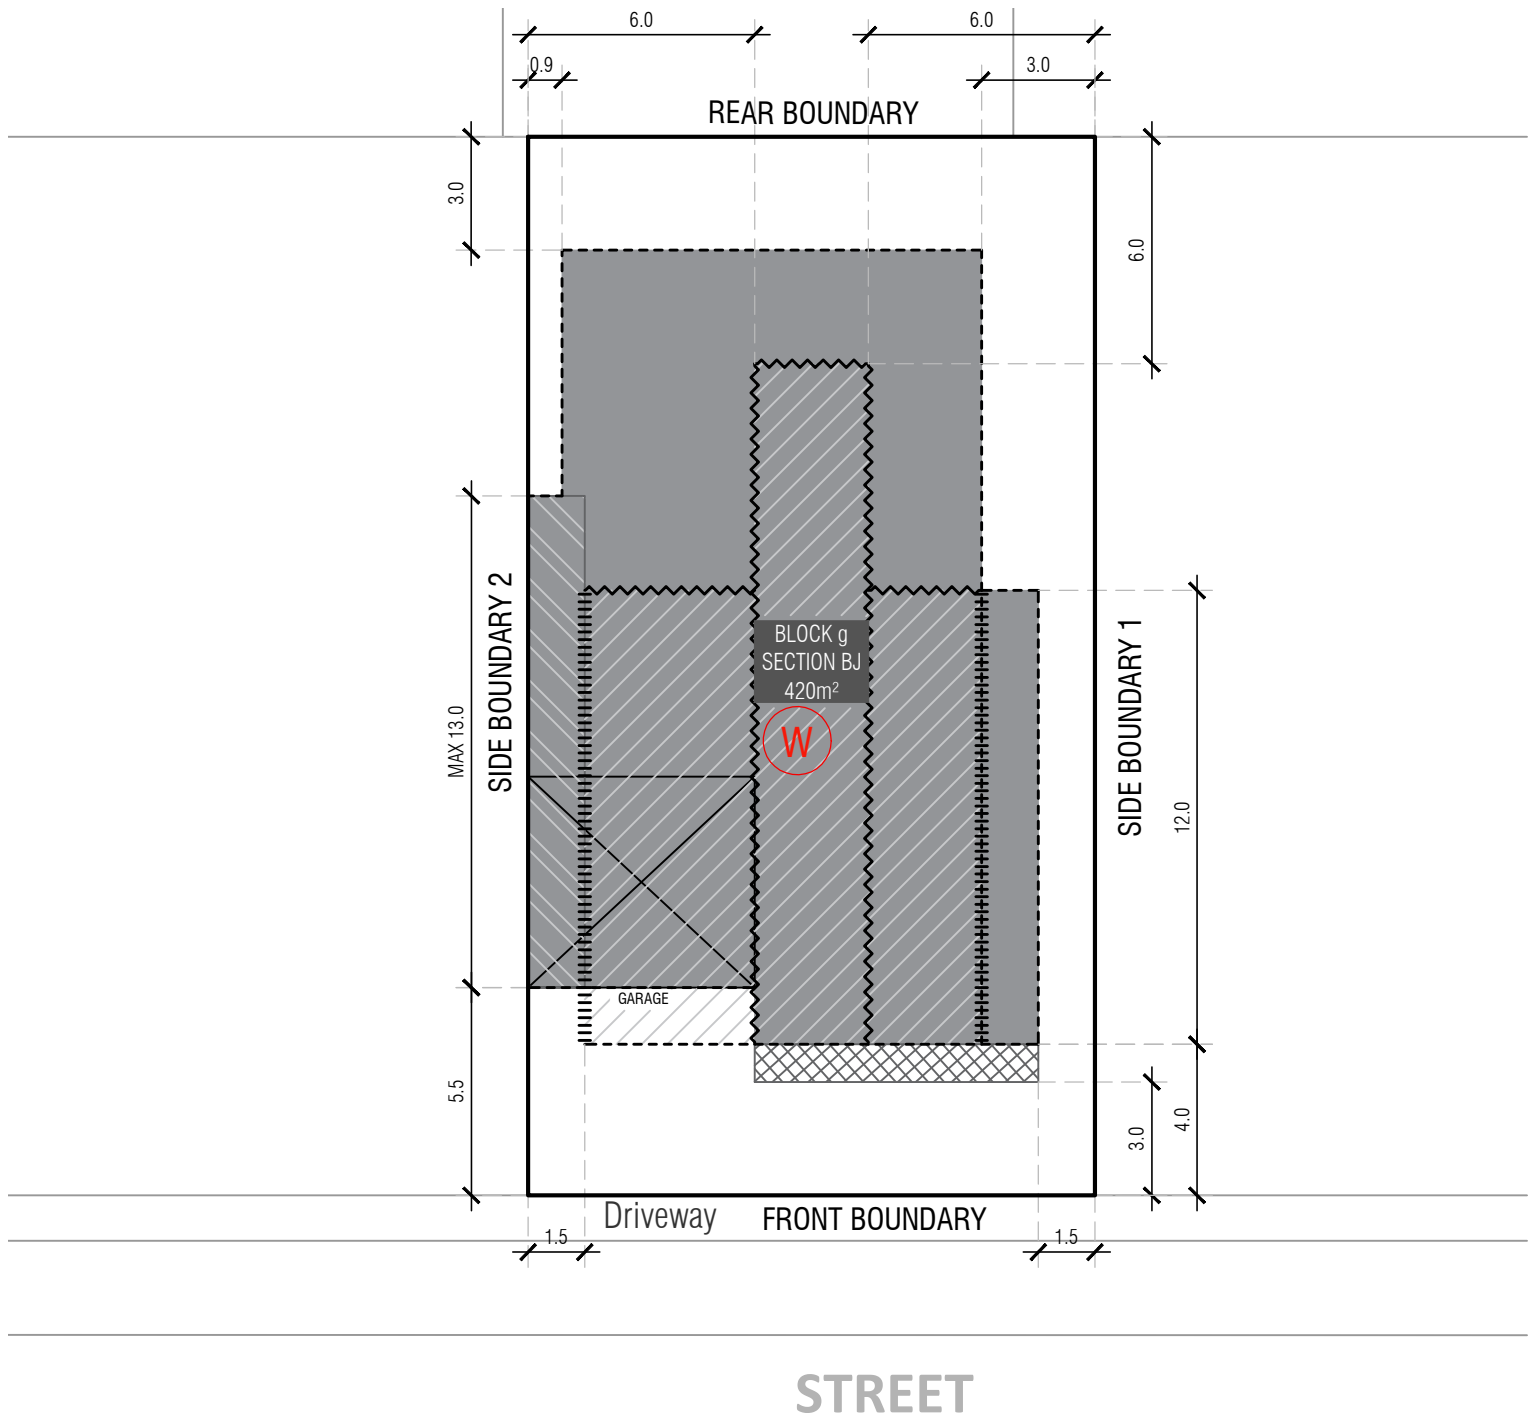 6.0
6.0
0.9
3.0
REAR BOUNDARY
3.0
6.0
SIDE BOUNDARY 2
MAX 13.0
BLOCK g
SECTION BJ
420m²
W
SIDE BOUNDARY 1
12.0
GARAGE
5.5
3.0
4.0
Driveway
FRONT BOUNDARY
1.5
1.5
STREET